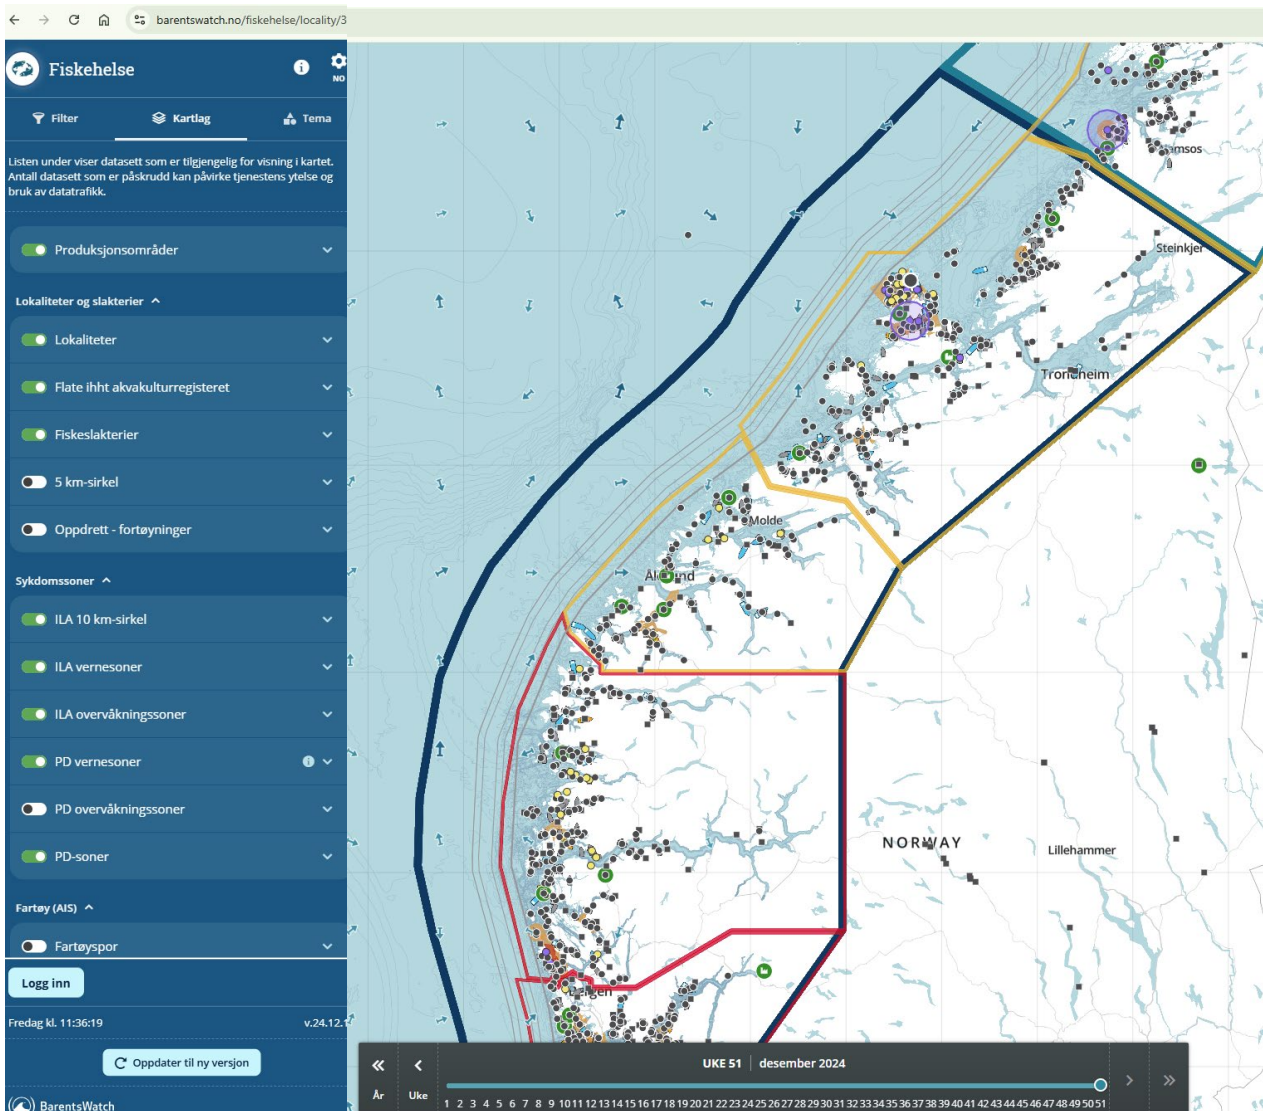 barentswatch.no/fiskehelse/locality/3
Fiskehelse
NO
Filter
Kartlag
Tema
Listen under viser datasett som er tilgjengelig for visning i kartet.
Antall datasett som er påskrudd kan påvirke tjenestens ytelse og
bruk av datatrafikk.
Produksjonsområder
Lokaliteter og slakterier
Lokaliteter
Flate ihht akvakulturregisteret
Fiskeslakterier
5 km-sirkel
Oppdrett - fortøyninger
Sykdomssoner
ILA 10 km-sirkel
ILA vernesoner
ILA overvåkningssoner
PD vernesoner
PD overvåkningssoner
PD-soner
Fartøy (AIS)
Fartøyspor
Logg inn
Fredag kl. 11:36:19
v.24.12.
Oppdater til ny versjon
BarentsWatch
Steinkjer
Trondheim
Molde
NORWAY
Lillehammer
Bergen
UKE 51 | desember 2024
År
Uke
1 2 3 4 5 6 7 8 9 10 11 12 13 14 15 16 17 18 19 20 21 22 23 24 25 26 27 28 29 30 31 32 33 34 35 36 37 38 39 40 41 42 43 44 45 46 47 48 49 50 51